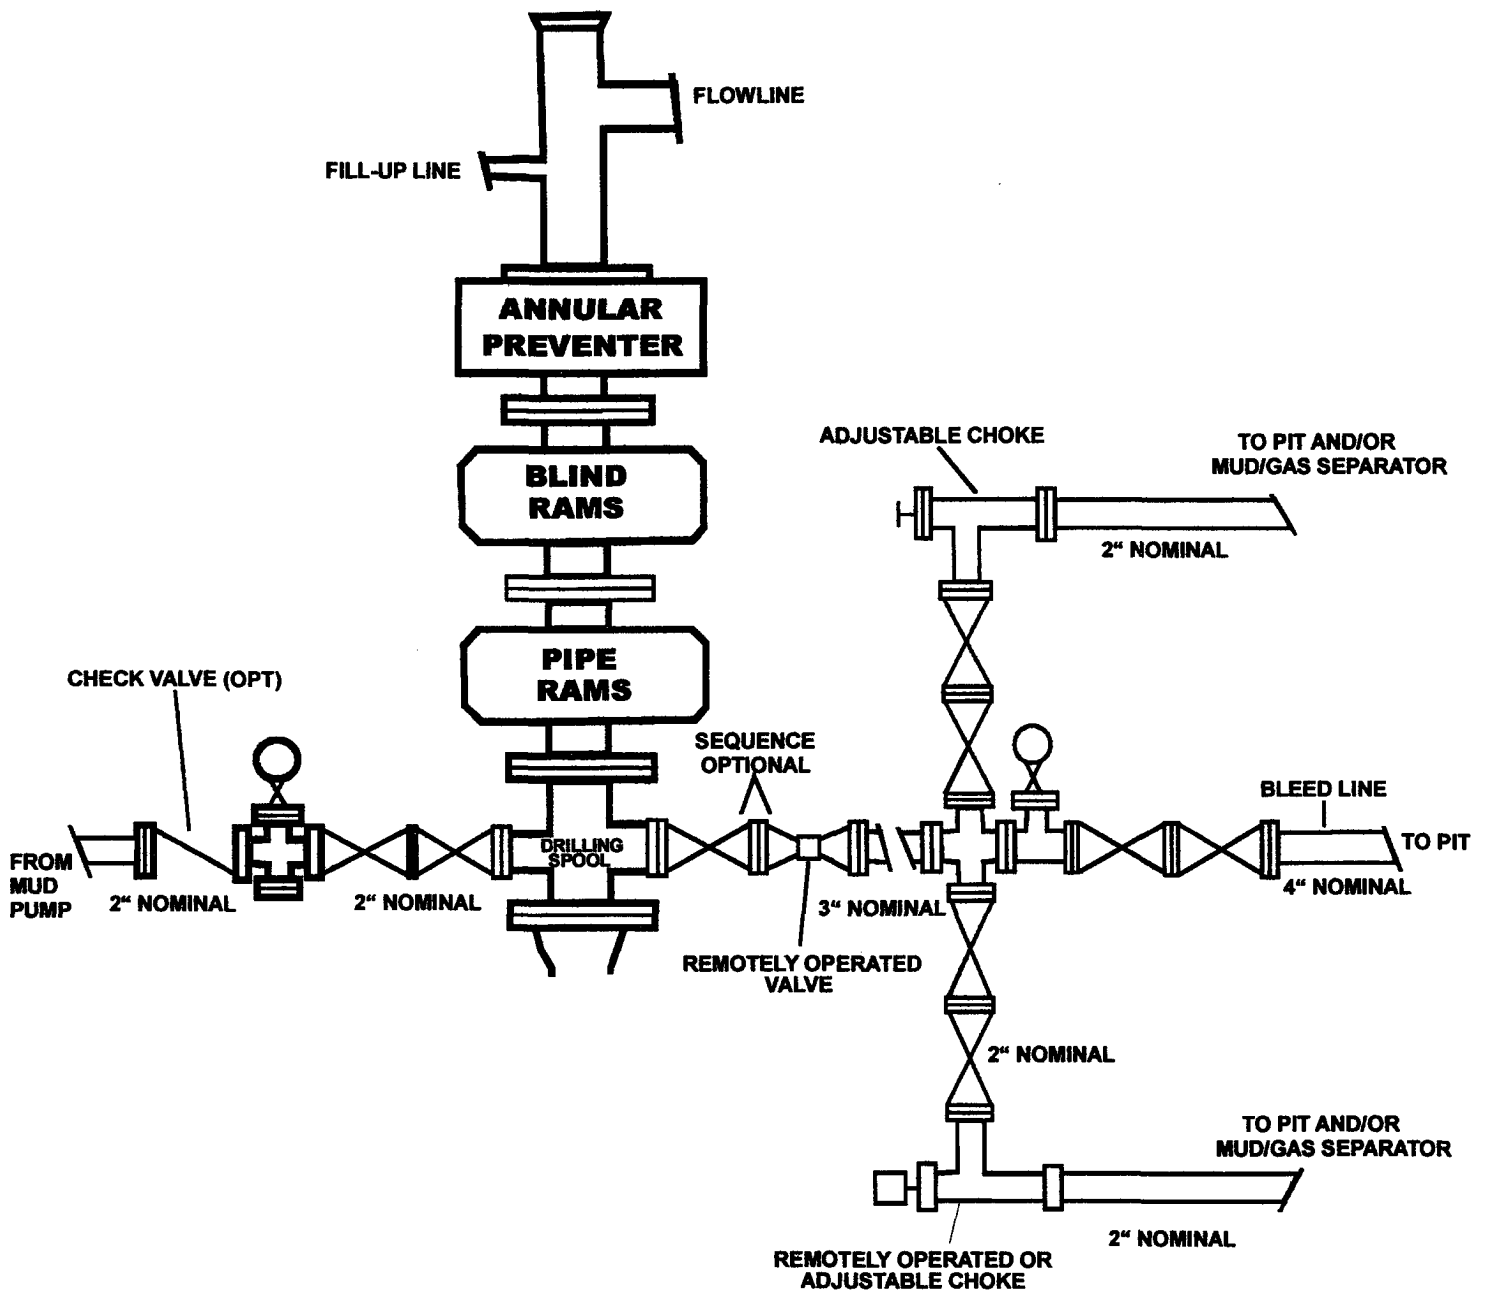 FLOWLINE
FILL-UP LINE
ANNULAR
PREVENTER
BLIND
RAMS
PIPE
RAMS
CHECK VALVE (OPT)
FROM
MUD
PUMP
2“ NOMINAL
2“ NOMINAL
DRILLING
SPOOL
SEQUENCE
OPTIONAL
REMOTELY OPERATED
VALVE
3“ NOMINAL
ADJUSTABLE CHOKE
TO PIT AND/OR
MUD/GAS SEPARATOR
2“ NOMINAL
BLEED LINE
TO PIT
4“ NOMINAL
2“ NOMINAL
TO PIT AND/OR
MUD/GAS SEPARATOR
2“ NOMINAL
REMOTELY OPERATED OR
ADJUSTABLE CHOKE